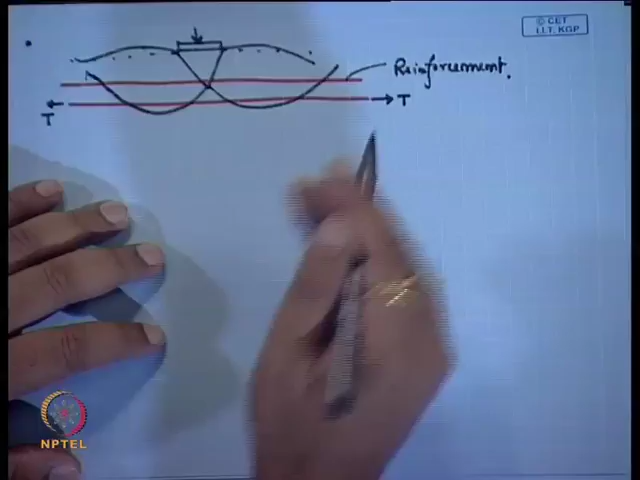 © CET
I.I.T. KGP
Reinforcement.
T
T
NPTEL